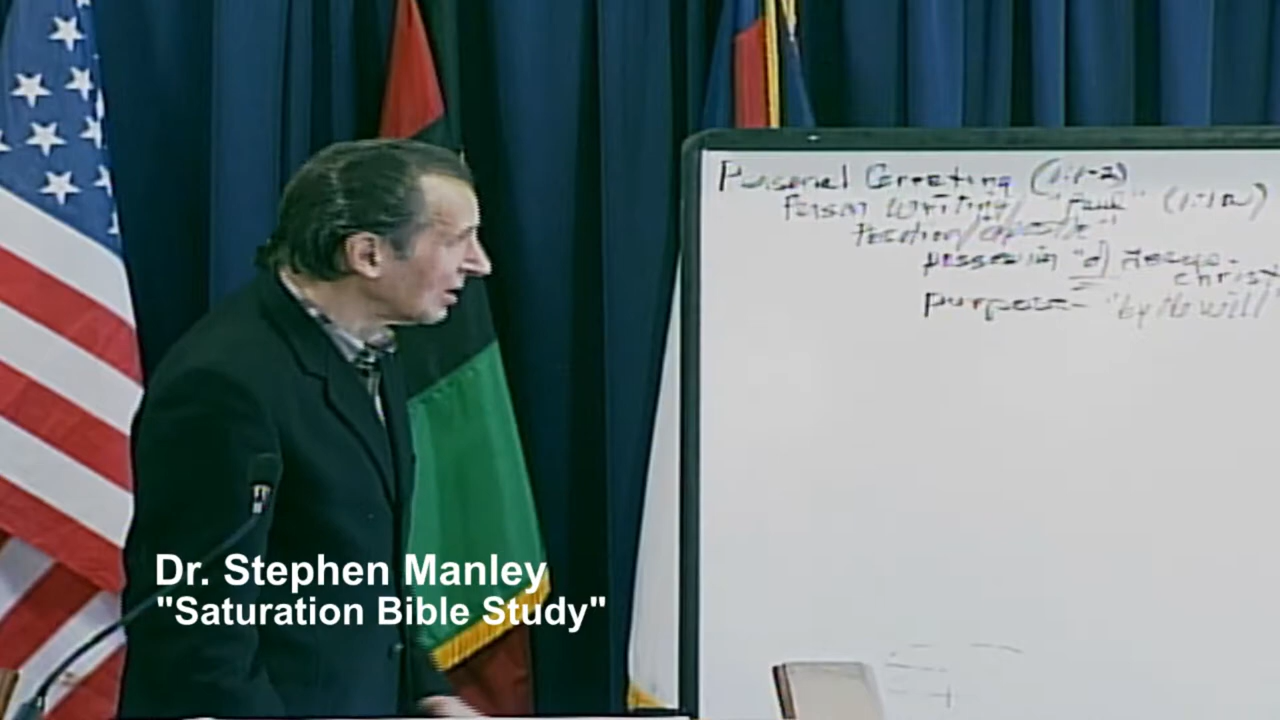 Personal Greeting (1:1-2)
Person Writing/ "Paul" (1:1a)
Position/apostle"
"of Jesus
Christ
purpose- "by the will"
Dr. Stephen Manley
"Saturation Bible Study"